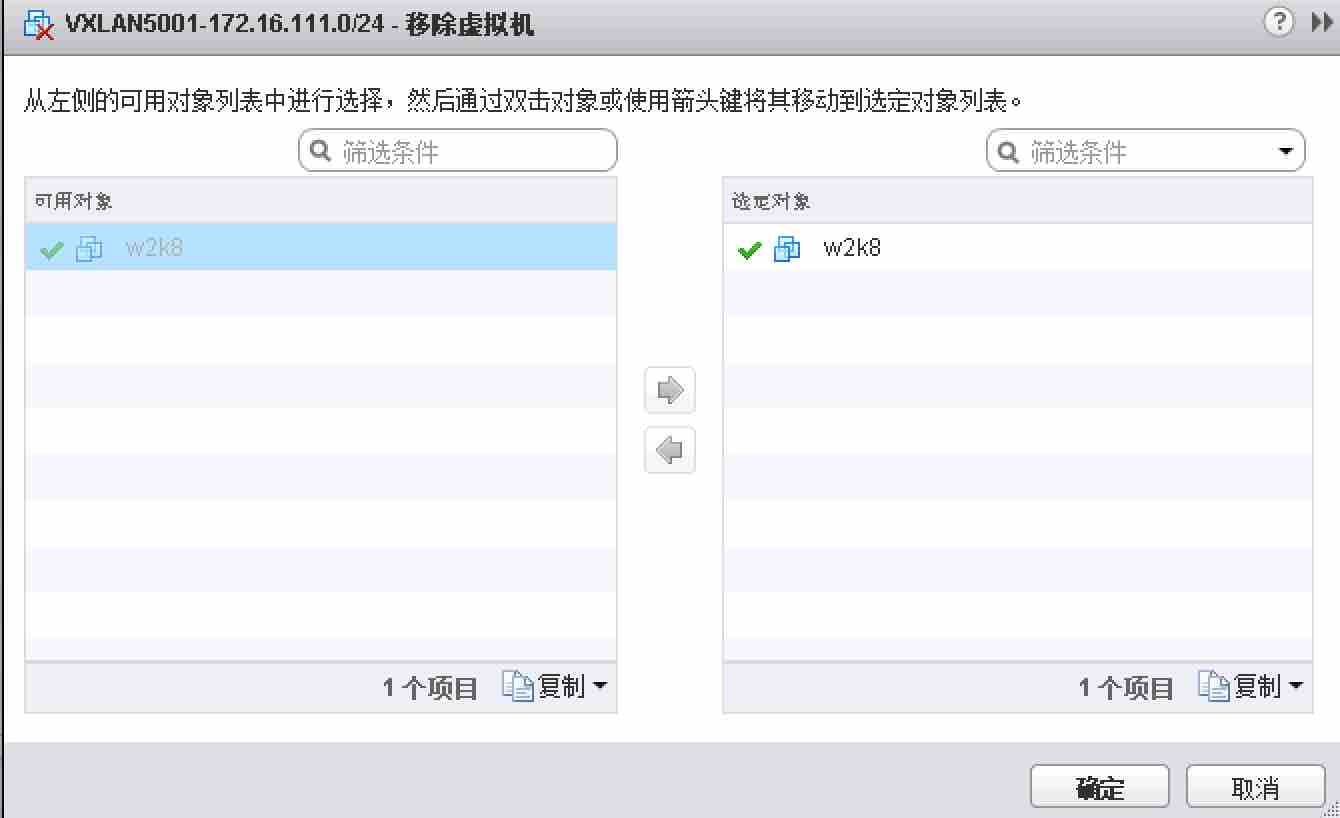 VXLAN5001-172.16.111.0/24 - 移除虚拟机
?
从左侧的可用对象列表中进行选择，然后通过双击对象或使用箭头键将其移动到选定对象列表。
筛选条件
筛选条件
可用对象
选定对象
w2k8
w2k8
1 个项目 复制
1 个项目 复制
确定
取消